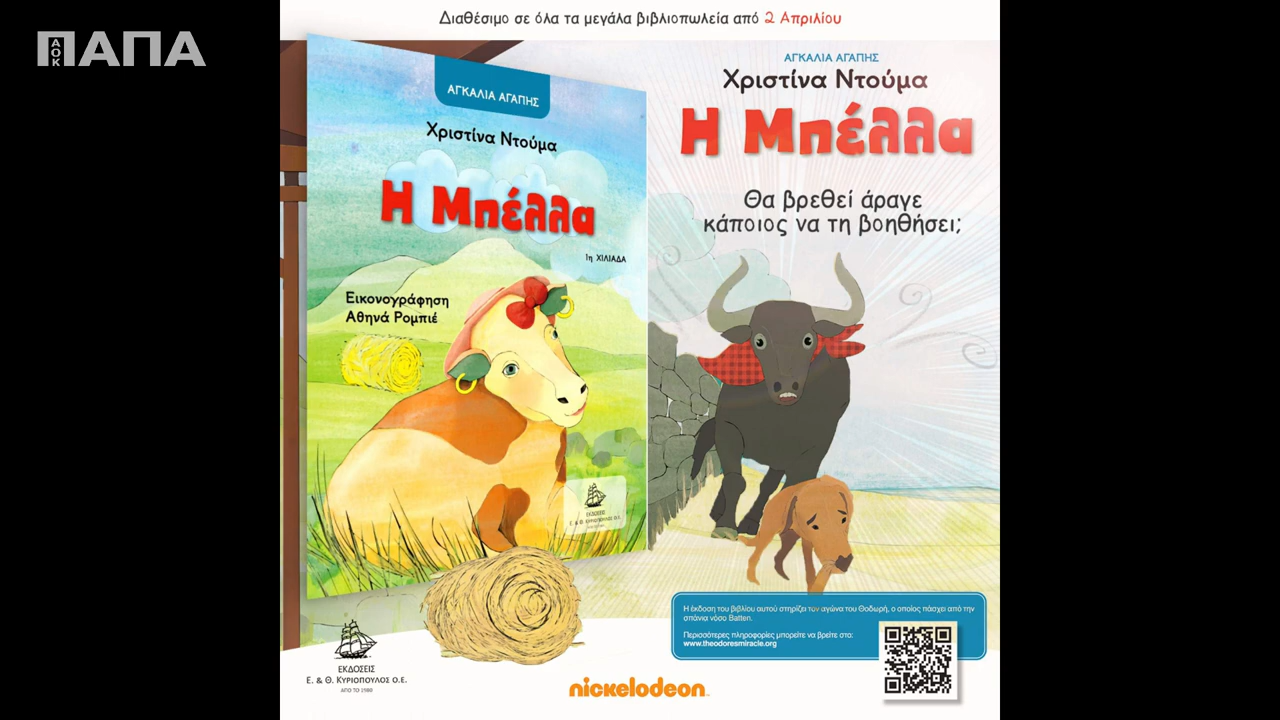 ΠΑΠΑ
ΔΟΚ
Διαθέσιμο σε όλα τα μεγάλα βιβλιοπωλεία από 2 Απριλίου
ΑΓΚΑΛΙΑ ΑΓΑΠΗΣ
Χριστίνα Ντούμα
Η Μπέλλα
1η ΧΙΛΙΑΔΑ
Εικονογράφηση
Αθηνά Ρομπιέ
ΕΚΔΟΣΕΙΣ
Ε. & Θ. ΚΥΡΙΟΠΟΥΛΟΣ Ο.Ε.
ΑΓΚΑΛΙΑ ΑΓΑΠΗΣ
Χριστίνα Ντούμα
Η Μπέλλα
Θα βρεθεί άραγε
κάποιος να τη βοηθήσει;
Η έκδοση του βιβλίου αυτού στηρίζει τον αγώνα του Θοδωρή, ο οποίος πάσχει από την
σπάνια νόσο Batten.
Περισσότερες πληροφορίες μπορείτε να βρείτε στο:
www.theodoresmiracle.org
ΕΚΔΟΣΕΙΣ
Ε. & Θ. ΚΥΡΙΟΠΟΥΛΟΣ Ο.Ε.
ΑΠΟ ΤΟ 1980
nickelodeon